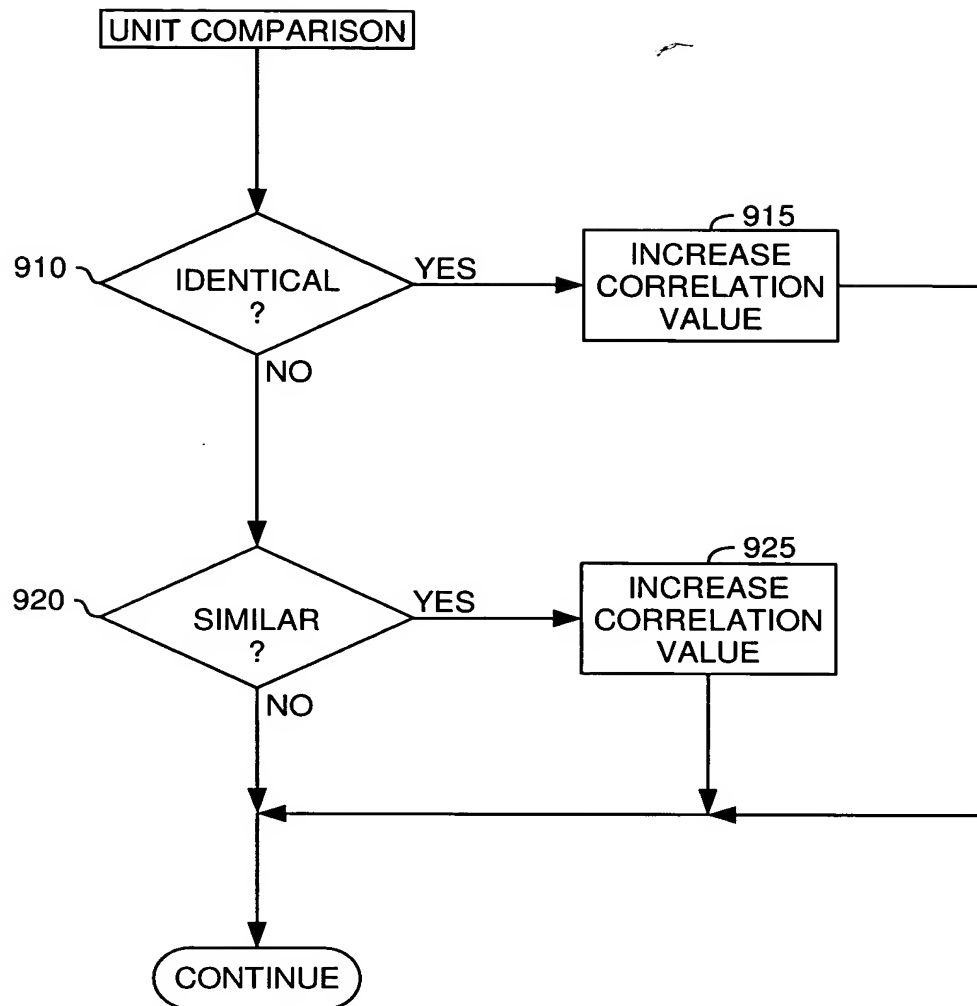 UNIT COMPARISON
910
IDENTICAL
?
YES
915
INCREASE
CORRELATION
VALUE
NO
920
SIMILAR
?
YES
925
INCREASE
CORRELATION
VALUE
NO
CONTINUE